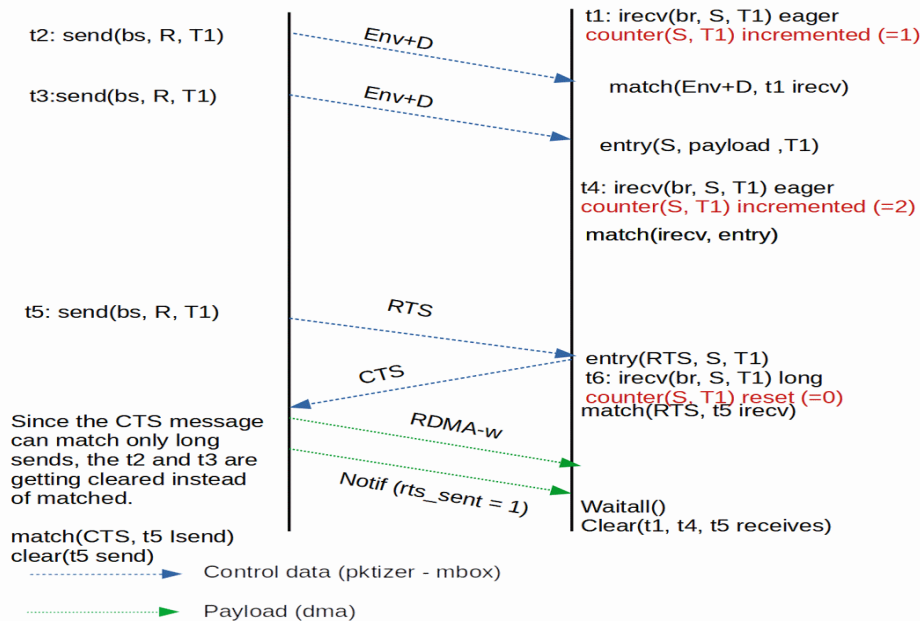 t1: irecv(br, S, T1) eager
t2: send(bs, R, T1)
Env+D
counter(S, T1) incremented (=1)
match(Env+D, t1 irecv)
t3:send(bs, R, T1)
Env+D
entry(S, payload ,T1)
t4: irecv(br, S, T1) eager
counter(S, T1) incremented (=2)
match(irecv, entry)
t5: send(bs, R, T1)
RTS
entry(RTS, S, T1)
CTS
t6: irecv(br, S, T1) long
counter(S, T1) reset (=0)
match(RTS, t5 irecv)
Since the CTS message
can match only long
sends, the t2 and t3 are
getting cleared instead
of matched.
RDMA-w
Notif (rts_sent = 1)
Waitall()
Clear(t1, t4, t5 receives)
match(CTS, t5 Isend)
clear(t5 send)
Control data (pktizer - mbox)
Payload (dma)